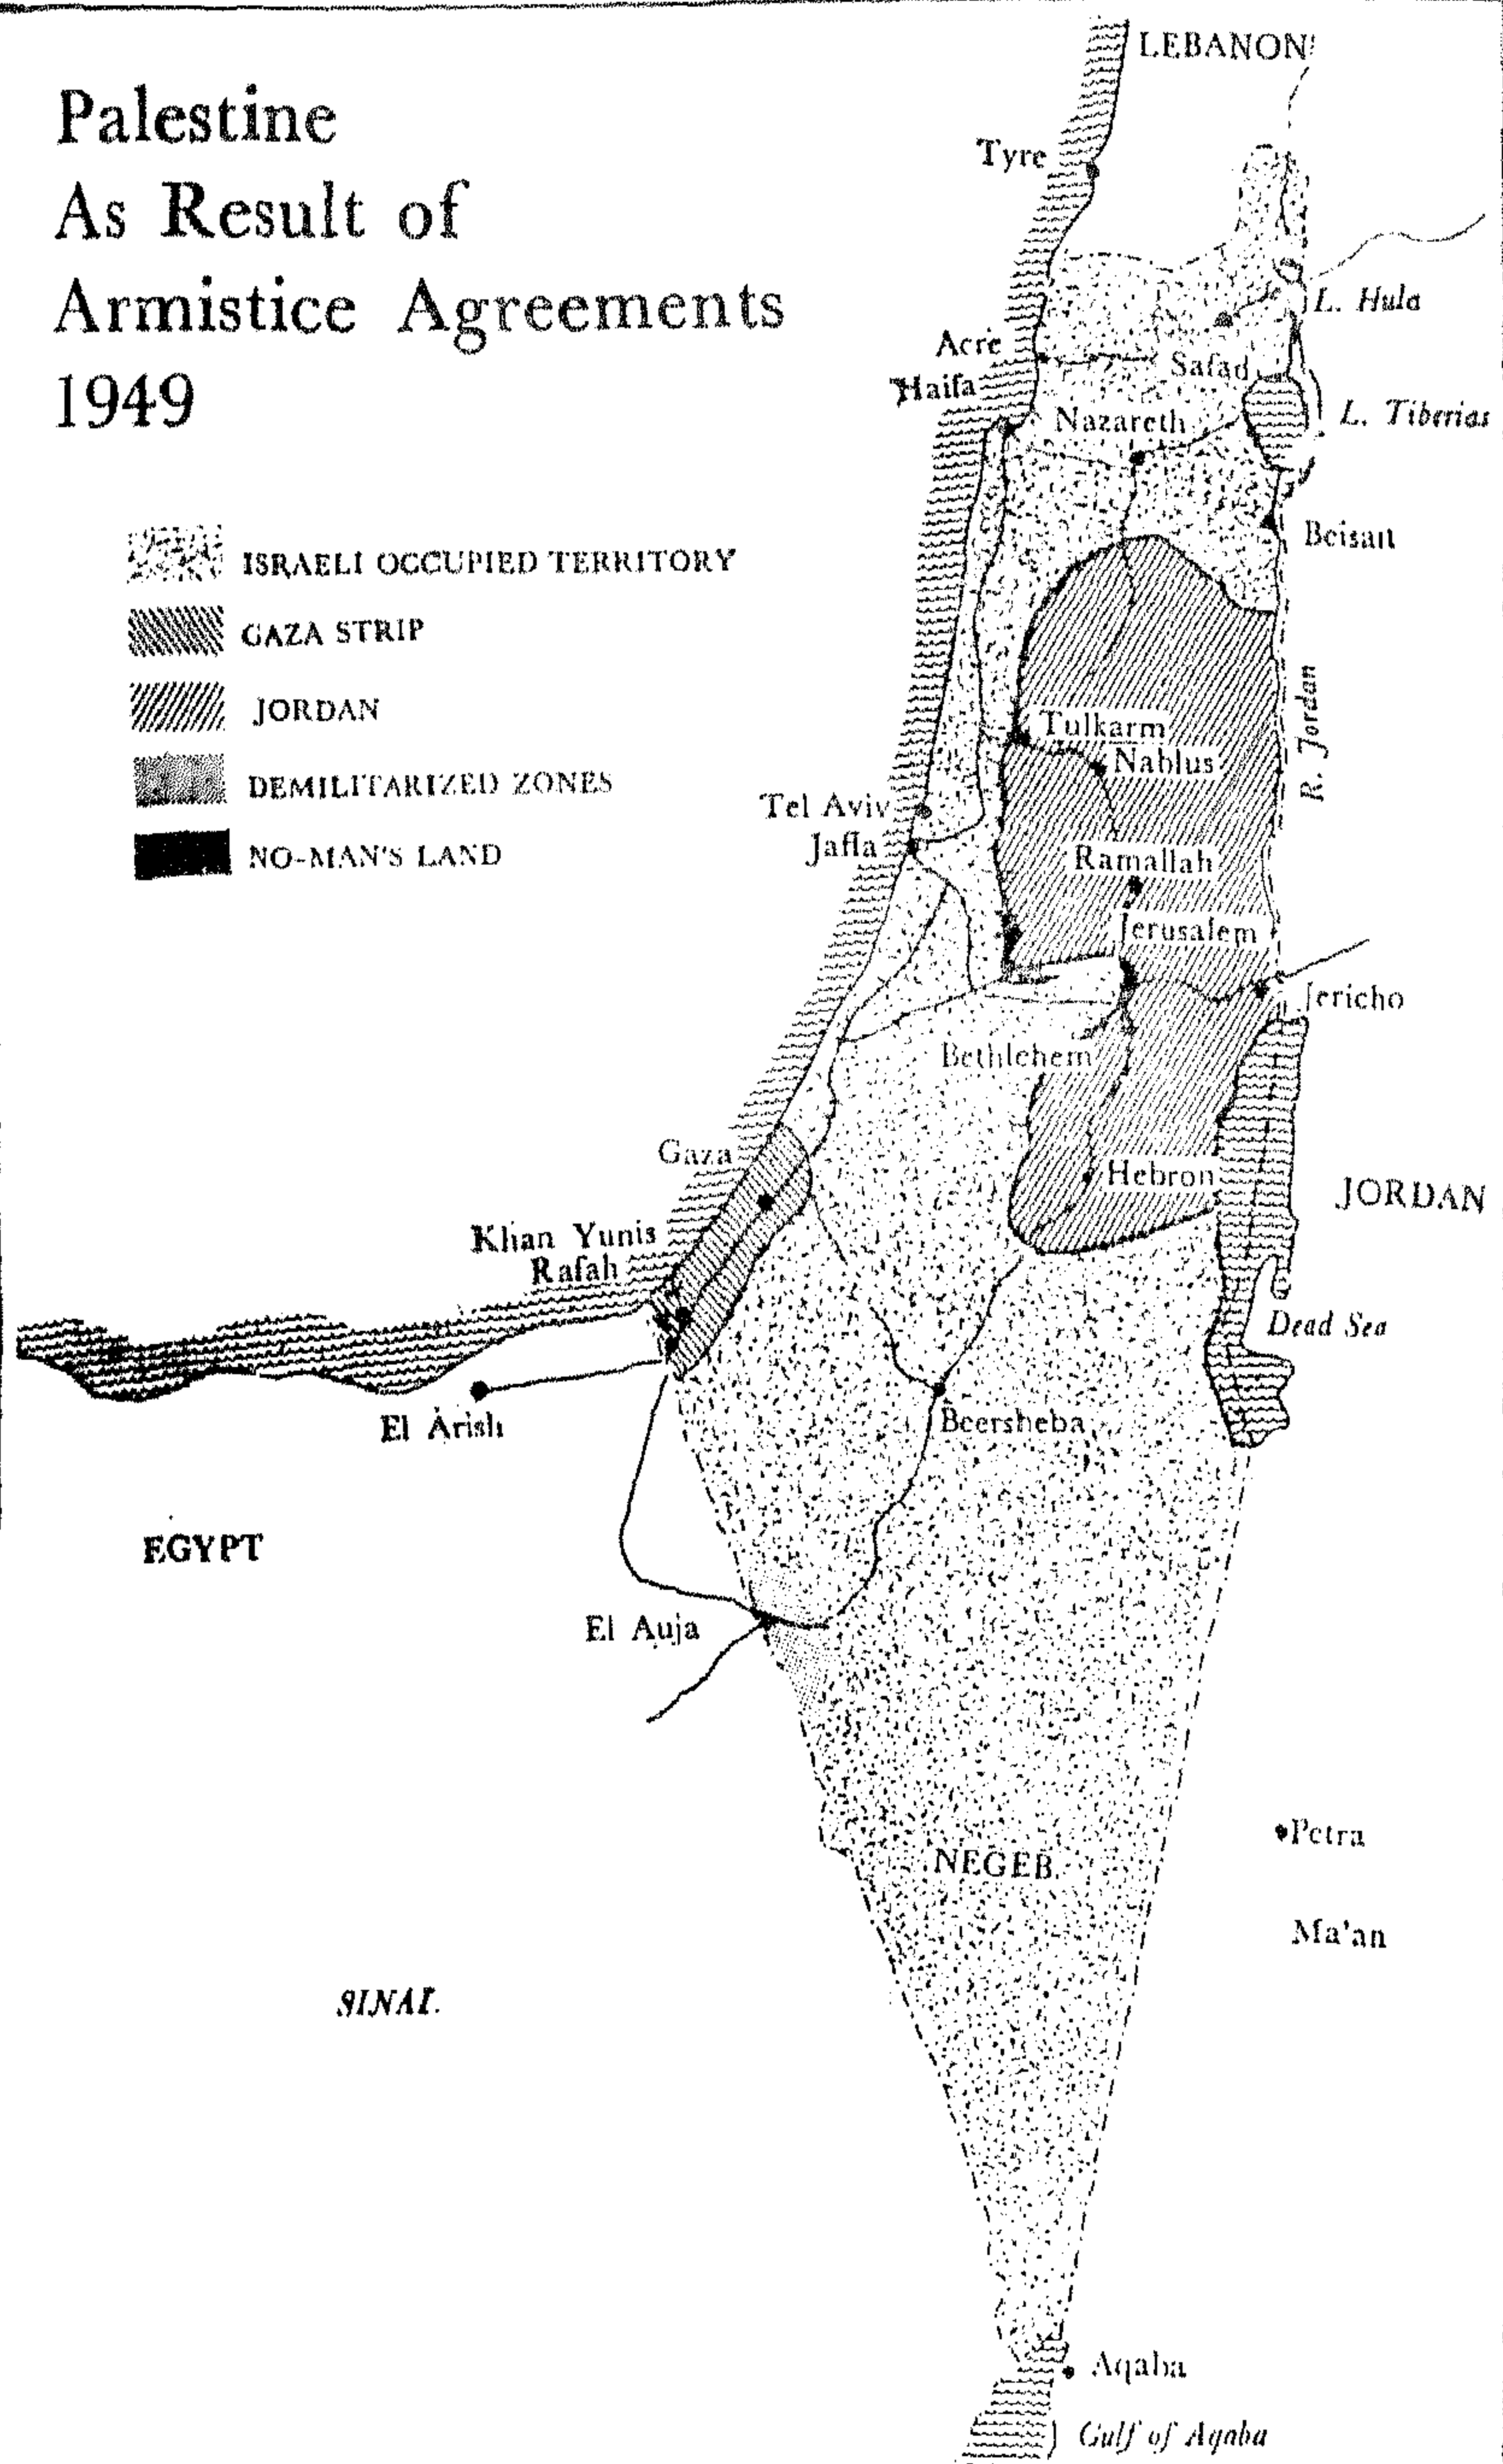 Palestine
As Result of
Armistice Agreements
1949
ISRAELI OCCUPIED TERRITORY
GAZA STRIP
JORDAN
DEMILITARIZED ZONES
NO-MAN'S LAND
LEBANON
Tyre
L. Hula
Acre
Safad
Haifa
L. Tiberias
Nazareth
Beisan
R. Jordan
Tulkarm
Nablus
Tel Aviv
Jaffa
Ramallah
Jerusalem
Jericho
Bethlehem
Gaza
Hebron
JORDAN
Khan Yunis
Rafah
Dead Sea
El Arish
Beersheba
EGYPT
El Auja
Petra
NEGEB
Ma'an
SINAI.
Aqaba
Gulf of Aqaba